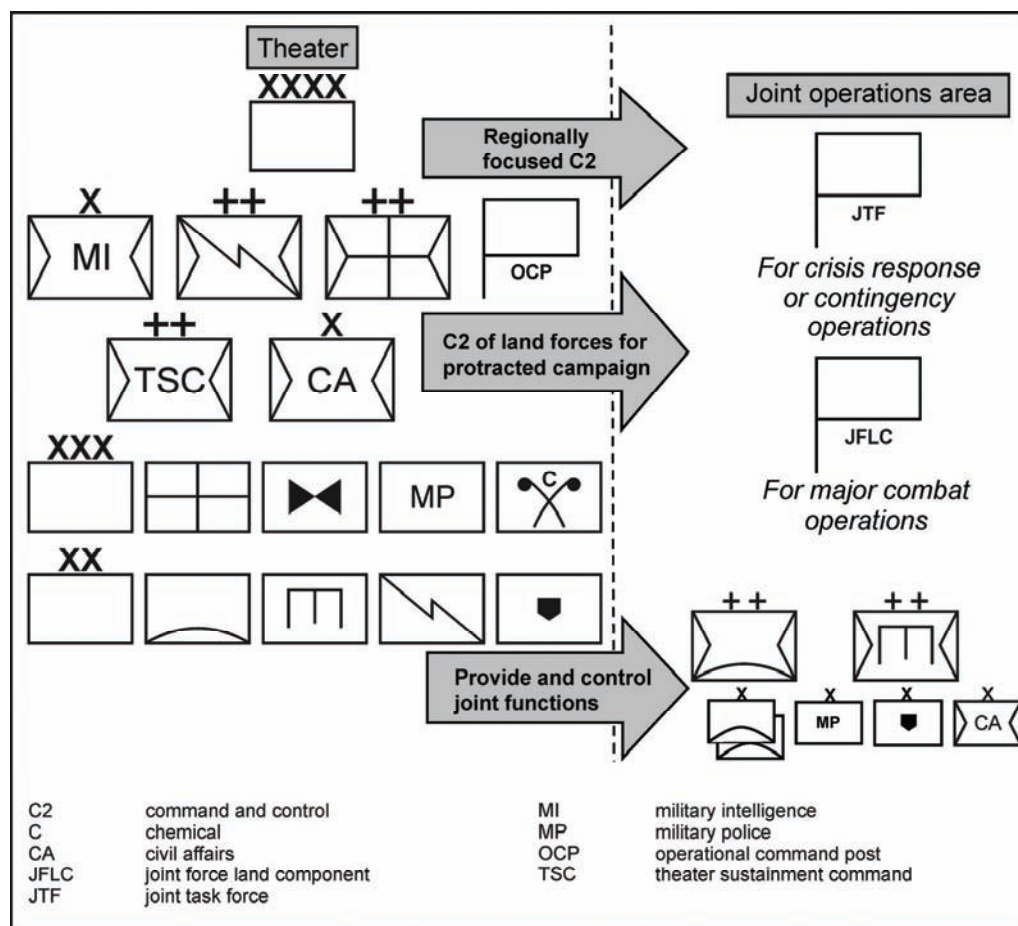 Theater
XXXX
Joint operations area
Regionally
focused C2
JTF
X
++
++
MI
OCP
For crisis response
or contingency
operations
++
X
TSC
CA
C2 of land forces for
protracted campaign
JFLC
XXX
MP
C
For major combat
operations
XX
++
++
Provide and control
joint functions
X
X
X
X
MP
CA
C2 command and control
C chemical
CA civil affairs
JFLC joint force land component
JTF joint task force
MI military intelligence
MP military police
OCP operational command post
TSC theater sustainment command